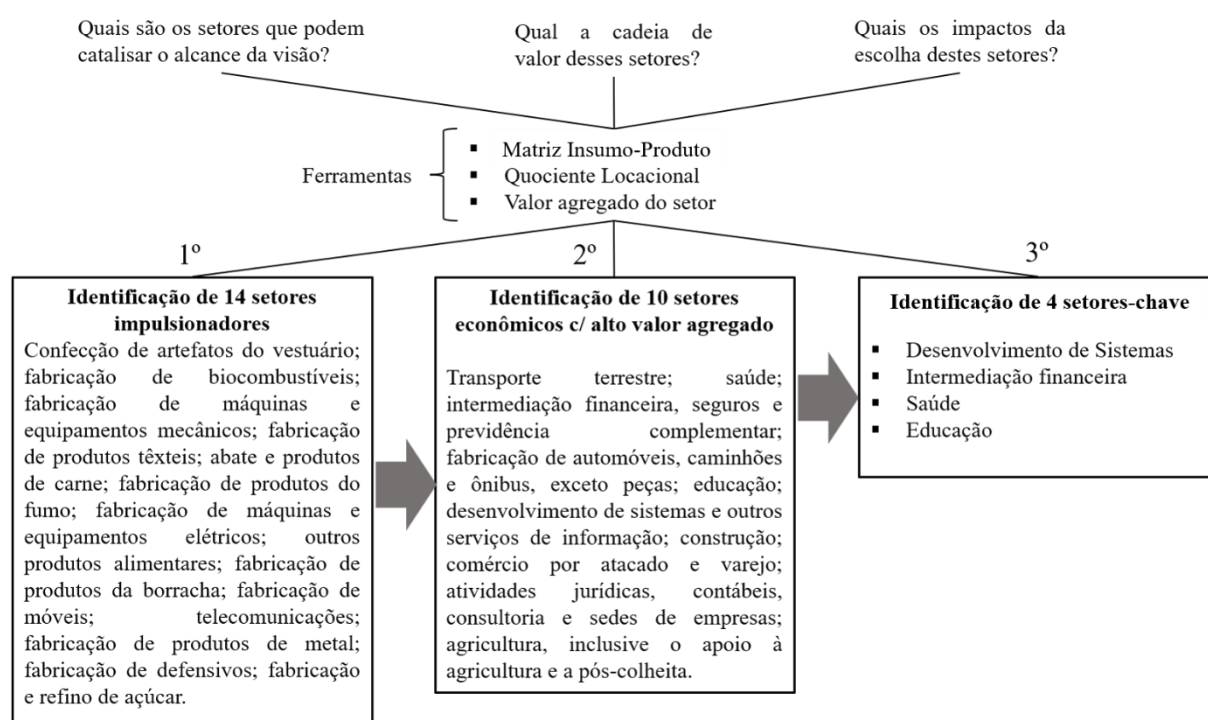 Quais são os setores que podem
catalisar o alcance da visão?
Qual a cadeia de
valor desses setores?
Quais os impactos da
escolha destes setores?
Ferramentas
▪ Matriz Insumo-Produto
▪ Quociente Locacional
▪ Valor agregado do setor
1º
2º
3º
Identificação de 14 setores
impulsionadores
Confecção de artefatos do vestuário;
fabricação de biocombustíveis;
fabricação de máquinas e
equipamentos mecânicos; fabricação
de produtos têxteis; abate e produtos
de carne; fabricação de produtos do
fumo; fabricação de máquinas e
equipamentos elétricos; outros
produtos alimentares; fabricação de
produtos da borracha; fabricação de
móveis; telecomunicações;
fabricação de produtos de metal;
fabricação de defensivos; fabricação
e refino de açúcar.
Identificação de 10 setores
econômicos c/ alto valor agregado
Transporte terrestre; saúde;
intermediação financeira, seguros e
previdência complementar;
fabricação de automóveis, caminhões
e ônibus, exceto peças; educação;
desenvolvimento de sistemas e outros
serviços de informação; construção;
comércio por atacado e varejo;
atividades jurídicas, contábeis,
consultoria e sedes de empresas;
agricultura, inclusive o apoio à
agricultura e a pós-colheita.
Identificação de 4 setores-chave
▪ Desenvolvimento de Sistemas
▪ Intermediação financeira
▪ Saúde
▪ Educação